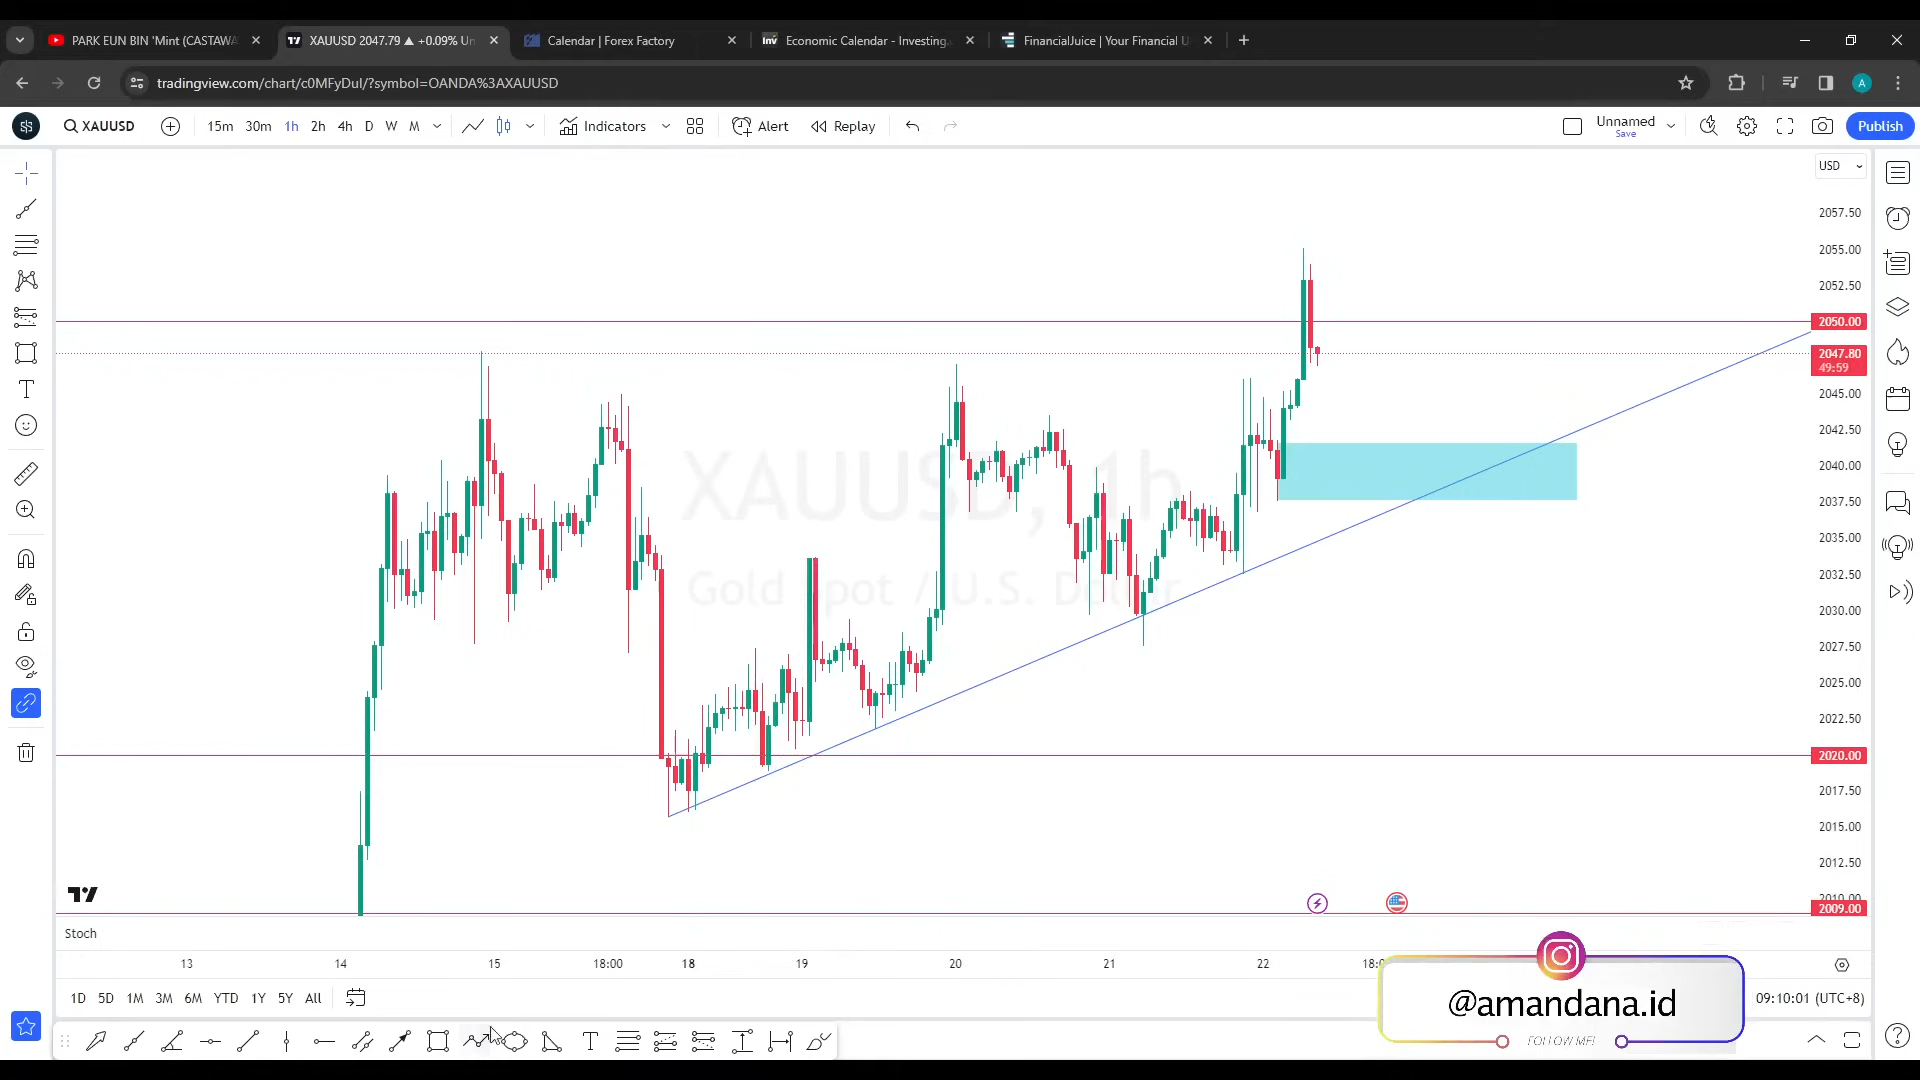 PARK EUN BIN 'Mint (CASTAWA
XAUUSD 2047.79 ▲ +0.09% Un
Calendar | Forex Factory
Economic Calendar - Investing.
FinancialJuice | Your Financial U
tradingview.com/chart/c0MFyDuI/?symbol=OANDA%3AXAUUSD
A
XAUUSD
15m 30m 1h 2h 4h D W M
Indicators
Alert
Replay
Unnamed
Save
Publish
USD
2057.50
2055.00
2052.50
2050.00
2047.80
49:59
2045.00
2042.50
2040.00
2037.50
2035.00
2032.50
2030.00
2027.50
2025.00
2022.50
2020.00
2017.50
2015.00
2012.50
2010.00
2009.00
XAUUSD, 1h
Gold Spot / U.S. Dollar
Stoch
13 14 15 18:00 18 19 20 21 22 18:0
1D 5D 1M 3M 6M YTD 1Y 5Y All
09:10:01 (UTC+8)
@amandana.id
FOLLOW ME!